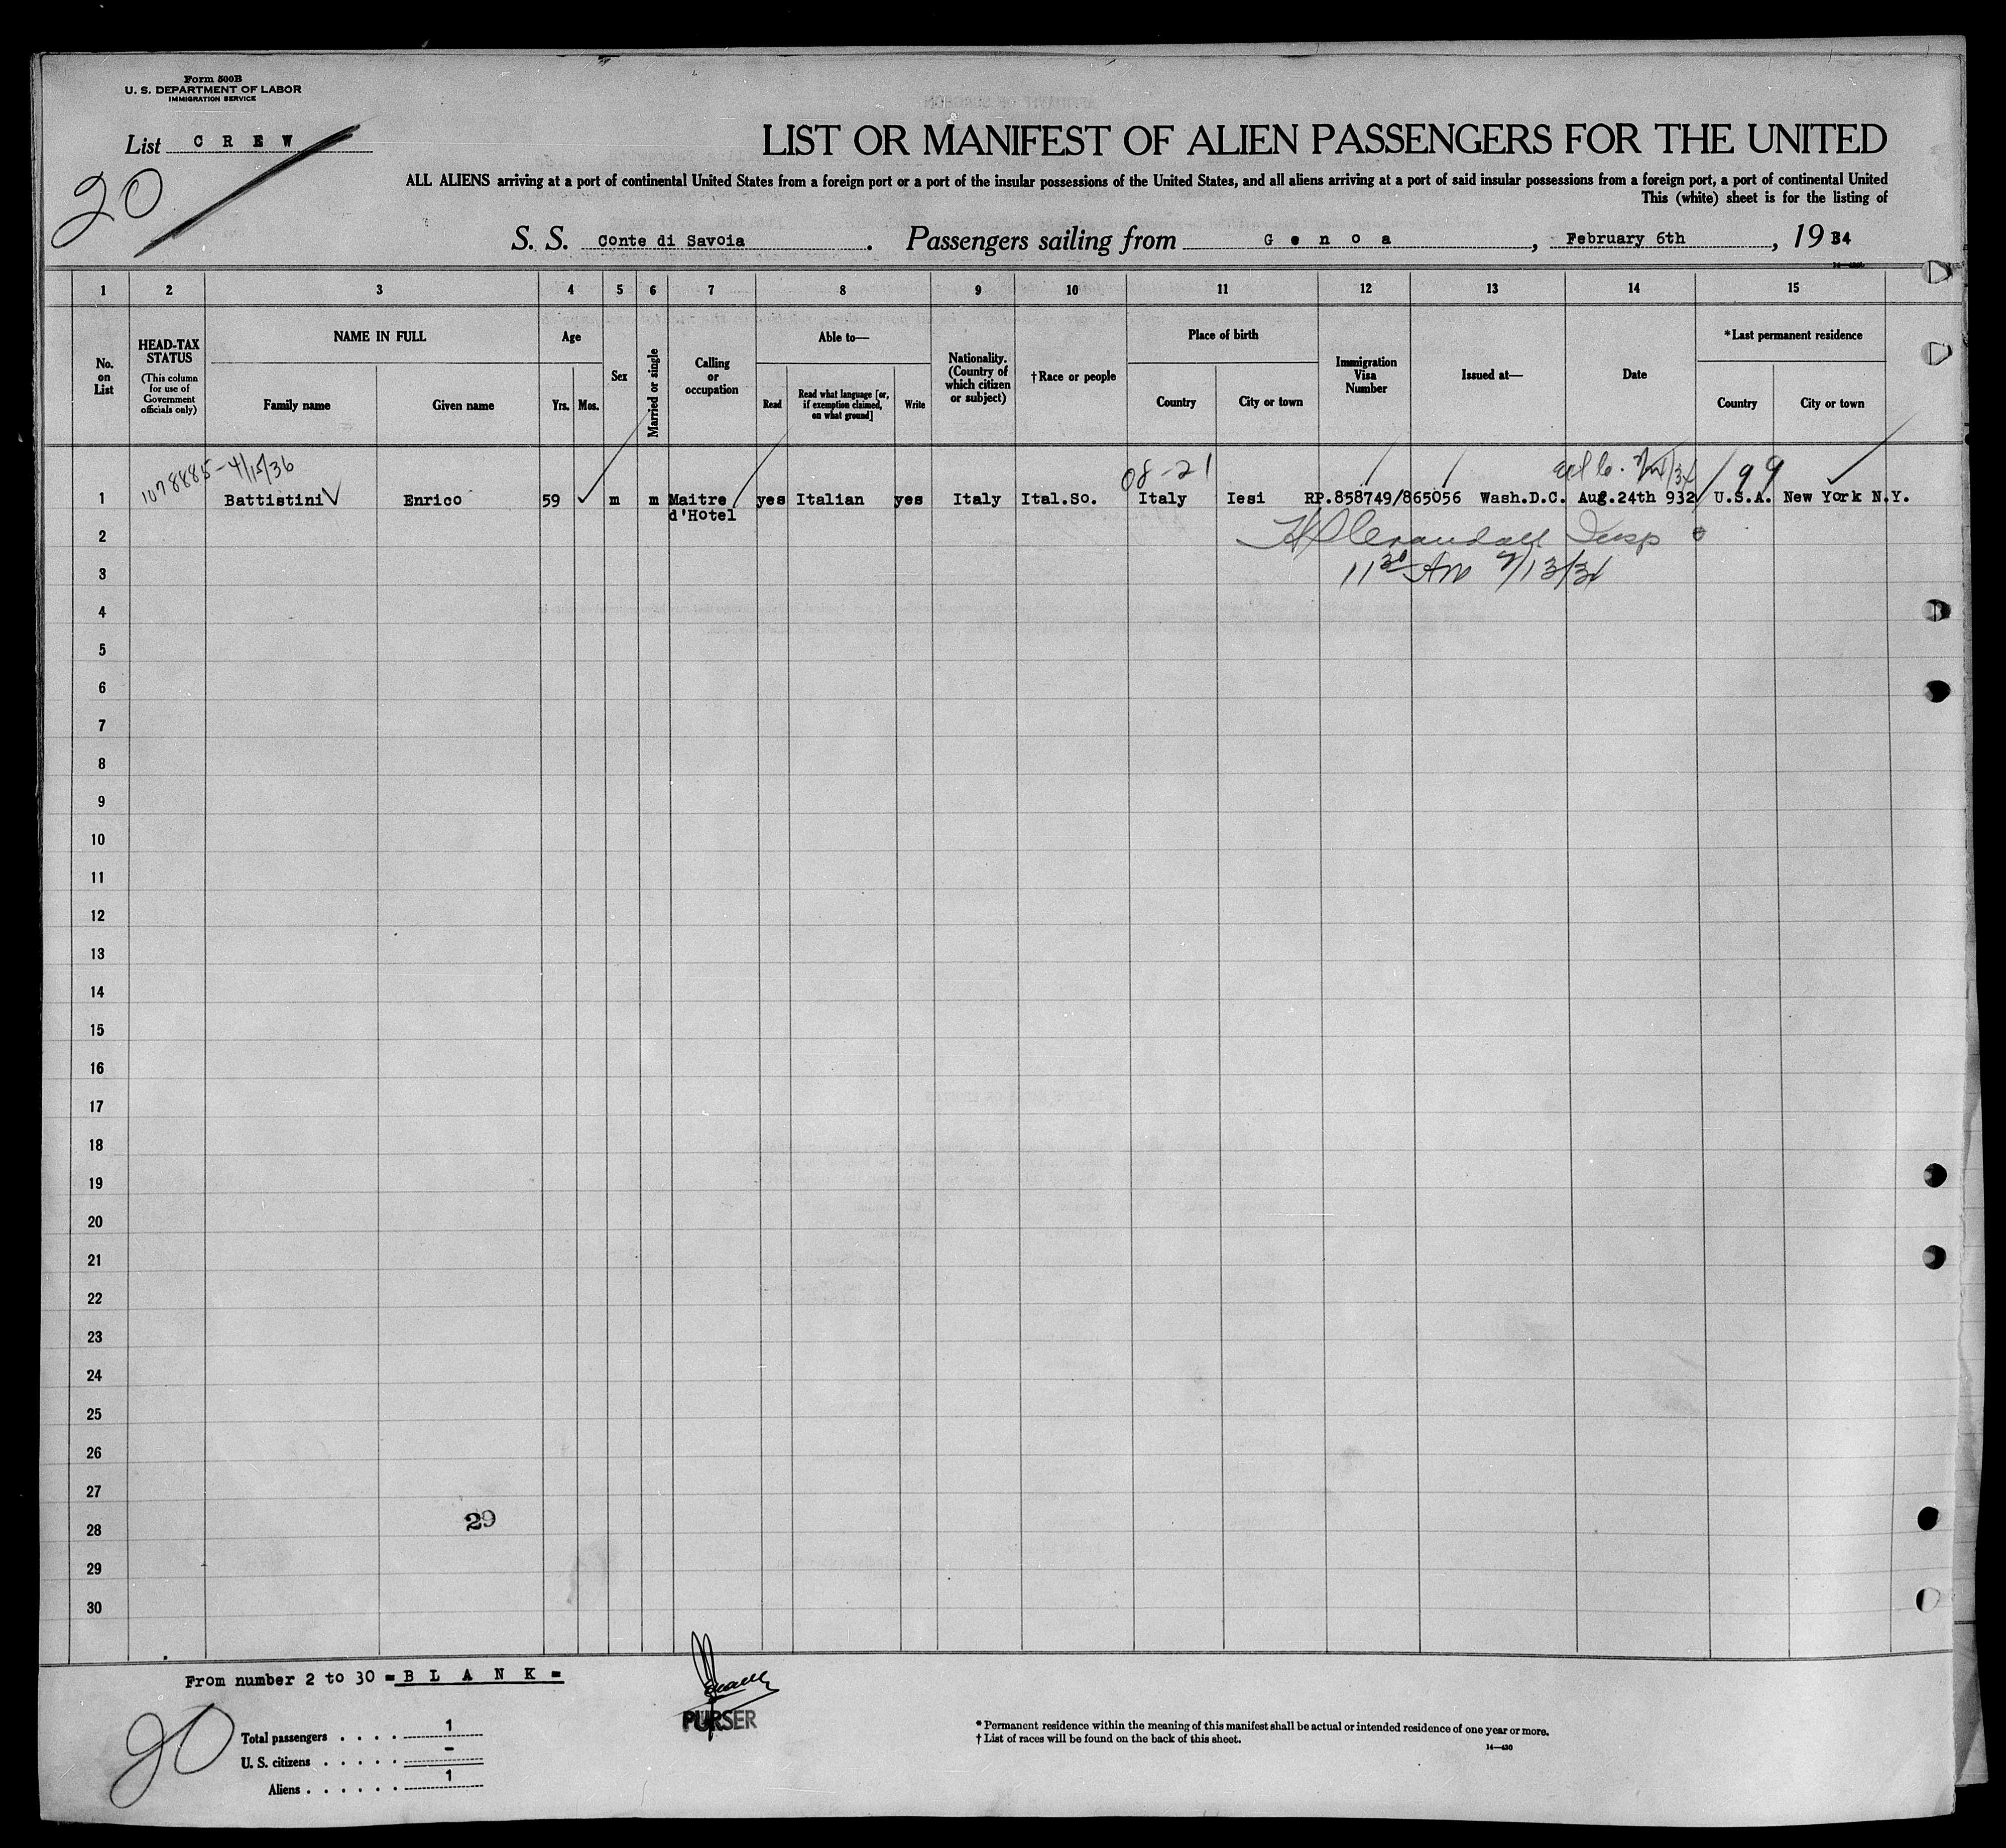 Form 500B
U. S. DEPARTMENT OF LABOR
IMMIGRATION SERVICE
List C R E W
20
LIST OR MANIFEST OF ALIEN PASSENGERS FOR THE UNITED
ALL ALIENS arriving at a port of continental United States from a foreign port or a port of the insular possessions of the United States, and all aliens arriving at a port of said insular possessions from a foreign port, a port of continental United
This (white) sheet is for the listing of
S. S. Conte di Savoia. Passengers sailing from G e n o a, February 6th, 1934
1 2 3 4 5 6 7 8 9 10 11 12 13 14 15
No. on List
HEAD-TAX STATUS (This column for use of Government officials only)
NAME IN FULL
Family name
Given name
Age
Yrs.
Mos.
Sex
Married or single
Calling or occupation
Able to—
Read
Read what language [or, if exemption claimed, on what ground]
Write
Nationality. (Country of which citizen or subject)
†Race or people
Place of birth
Country
City or town
Immigration Visa Number
Issued at—
Date
*Last permanent residence
Country
City or town
1078885-4/15/36
08-21
99
1 Battistini Enrico 59 m m Maitre d'Hotel yes Italian yes Italy Ital.So. Italy Iesi RP.858749/865056 Wash.D.C. Aug.24th 932 U.S.A. New York N.Y.
2 Insp
3 11 30 AM 2/13/34
4
5
6
7
8
9
10
11
12
13
14
15
16
17
18
19
20
21
22
23
24
25
26
27
28
29
29
30
From number 2 to 30 =B L A N K=
20
Total passengers . . . . 1
U. S. citizens . . . . . -
Aliens . . . . . . 1
PURSER
* Permanent residence within the meaning of this manifest shall be actual or intended residence of one year or more.
† List of races will be found on the back of this sheet.
14—430